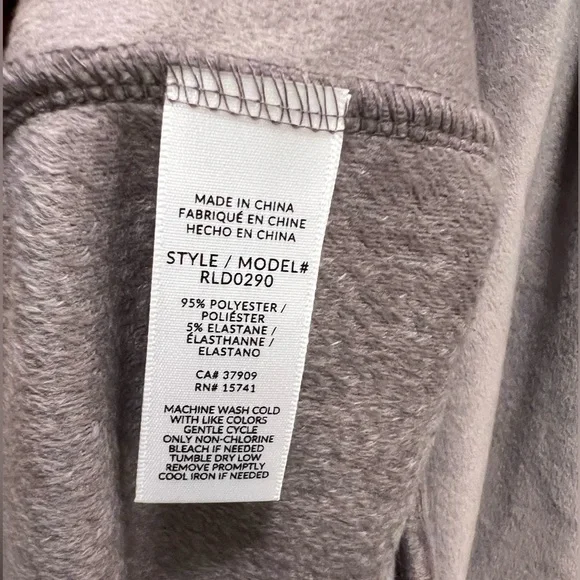 MADE IN CHINA
FABRIQUÉ EN CHINE
HECHO EN CHINA
STYLE / MODEL#
RLD0290
95% POLYESTER /
POLIÉSTER
5% ELASTANE /
ÉLASTHANNE /
ELASTANO
CA# 37909
RN# 15741
MACHINE WASH COLD
WITH LIKE COLORS
GENTLE CYCLE
ONLY NON-CHLORINE
BLEACH IF NEEDED
TUMBLE DRY LOW
REMOVE PROMPTLY
COOL IRON IF NEEDED